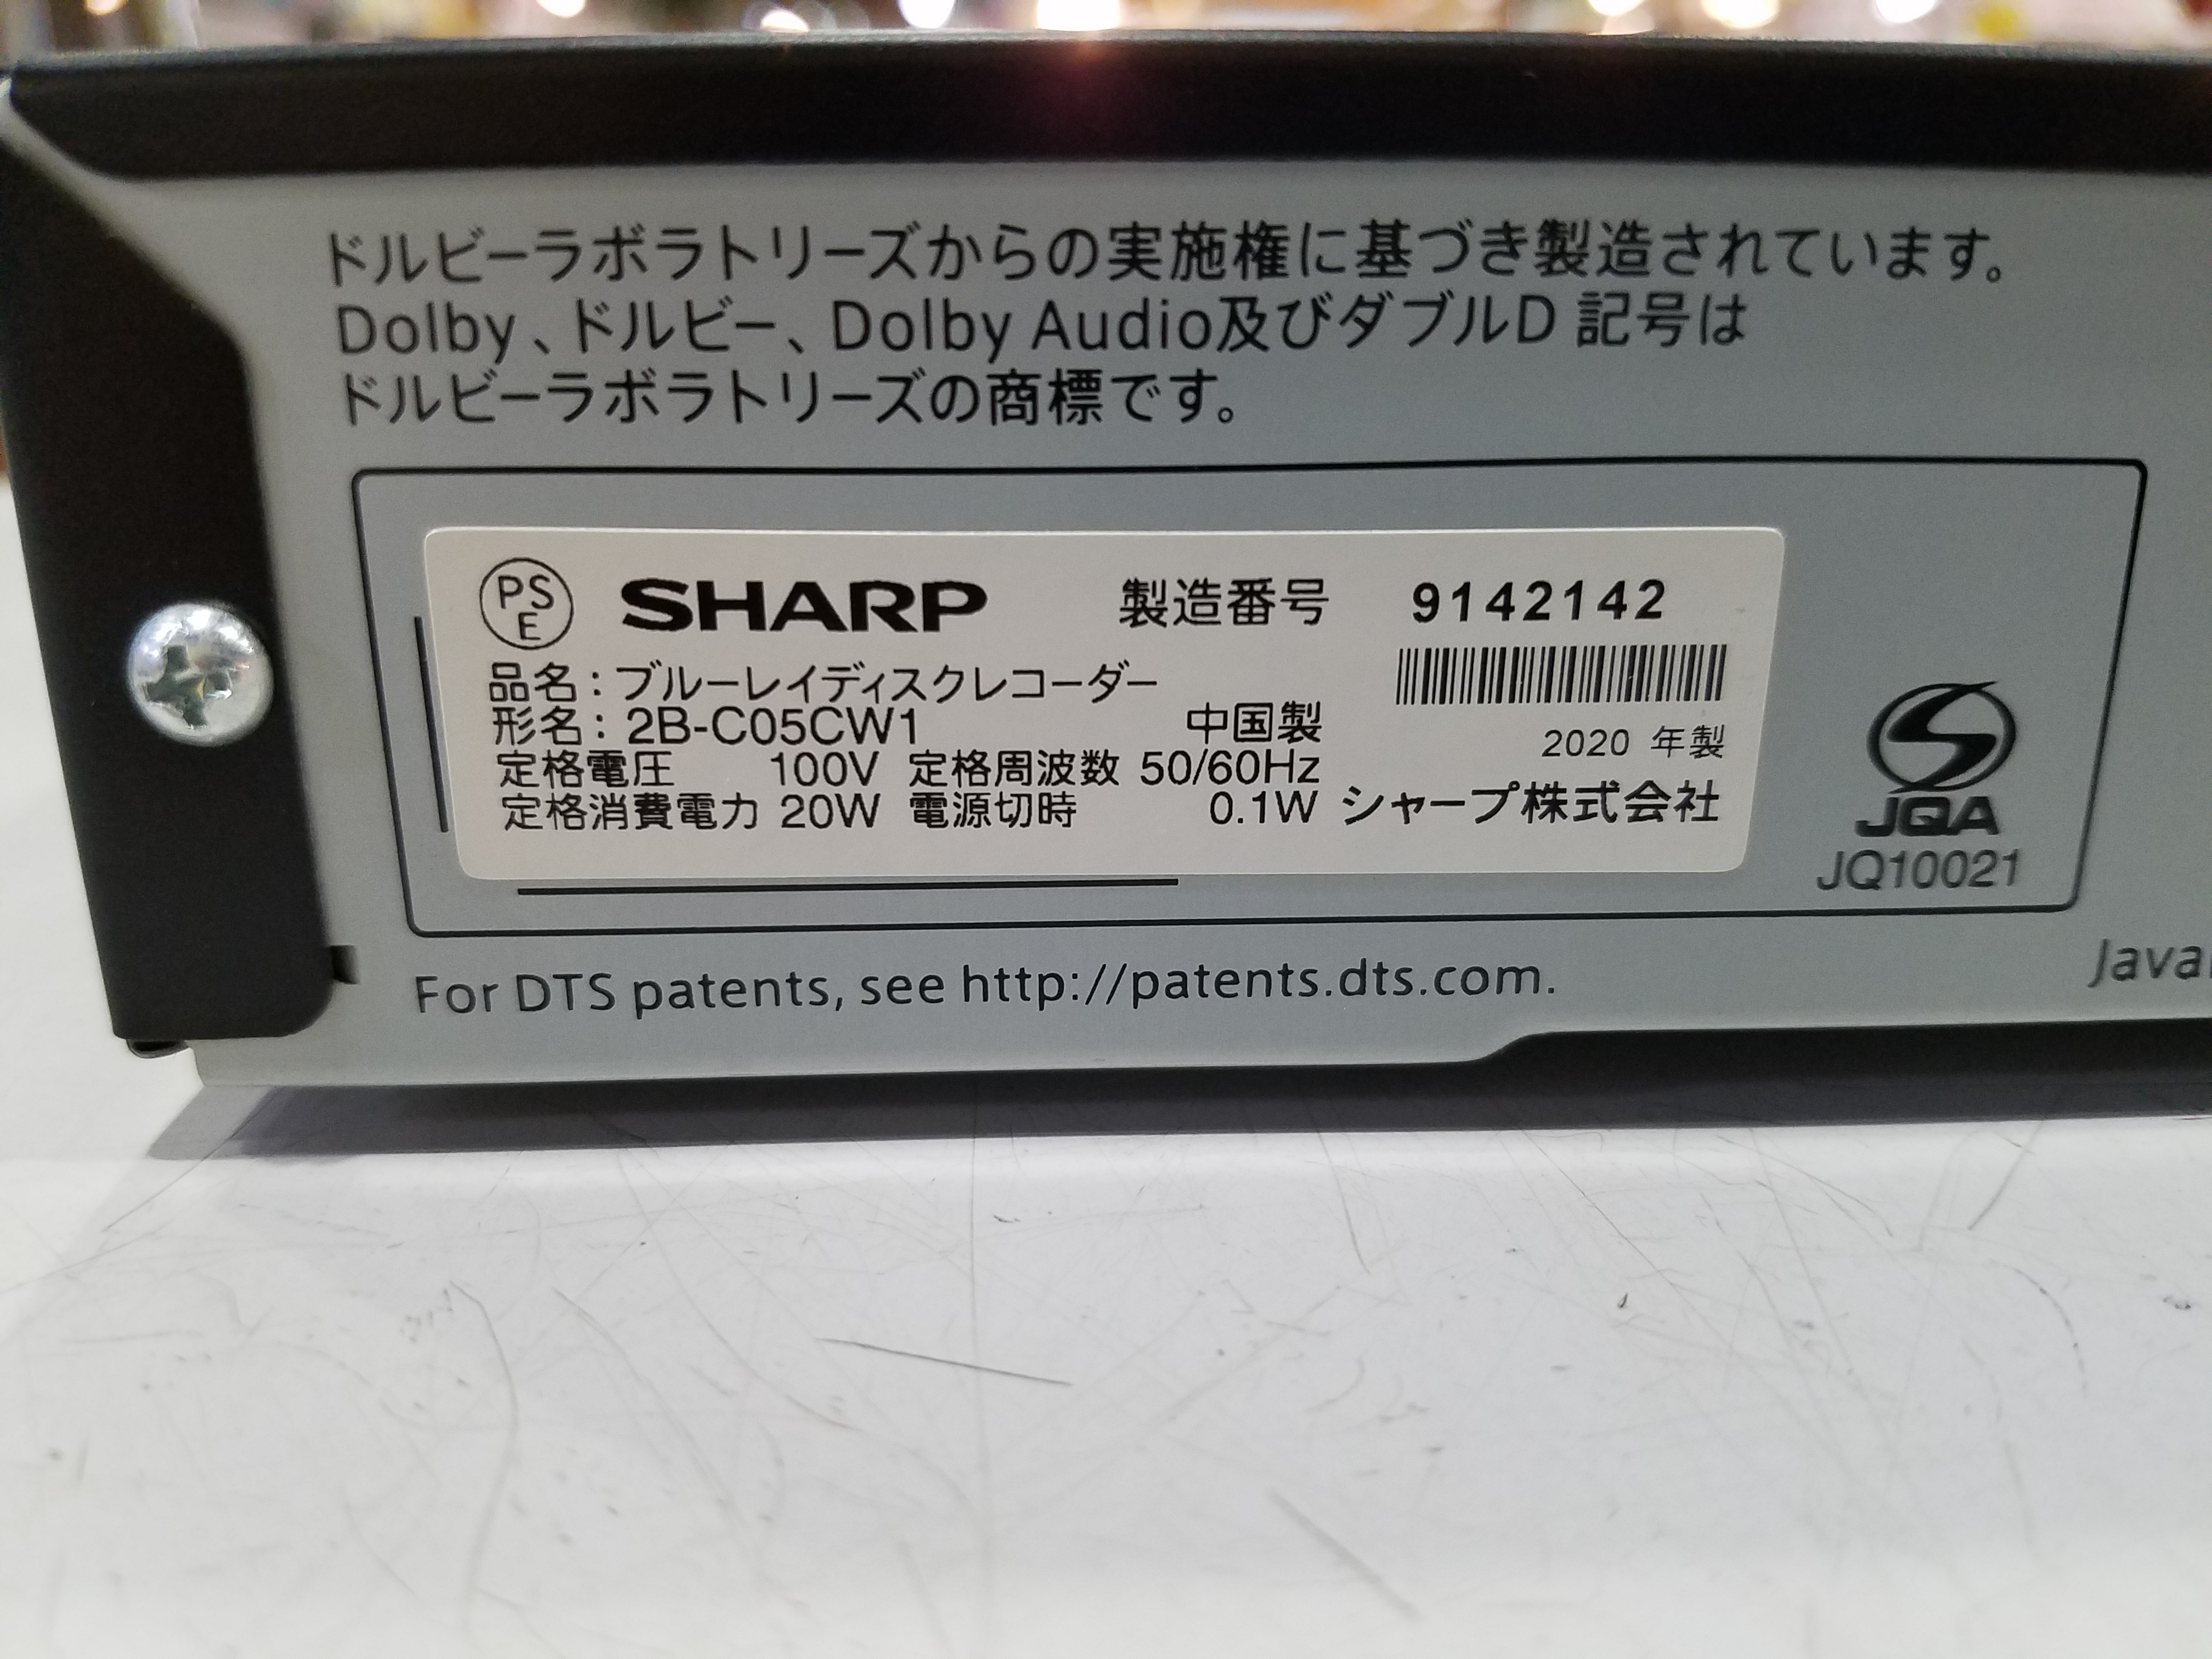 ドルビーラボラトリーズからの実施権に基づき製造されています。
Dolby、ドルビー、Dolby Audio及びダブルD 記号は
ドルビーラボラトリーズの商標です。
PS
E
SHARP 製造番号 9142142
品名：ブルーレイディスクレコーダー
形名：2B-C05CW1 中国製
2020 年製
定格電圧 100V 定格周波数 50/60Hz
定格消費電力 20W 電源切時 0.1W シャープ株式会社
JQA
JQ10021
For DTS patents, see http://patents.dts.com.